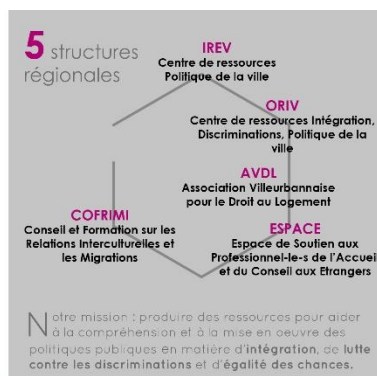 5 structures
régionales
IREV
Centre de ressources
Politique de la ville
ORIV
Centre de ressources Intégration,
Discriminations, Politique de la
ville
AVDL
Association Villeurbannaise
pour le Droit au Logement
COFRIMI
Conseil et Formation sur les
Relations Interculturelles et
les Migrations
ESPACE
Espace de Soutien aux
Professionnel-le-s de l'Accueil
et du Conseil aux Etrangers
Notre mission : produire des ressources pour aider
à la compréhension et à la mise en oeuvre des
politiques publiques en matière d'intégration, de lutte
contre les discriminations et d'égalité des chances.